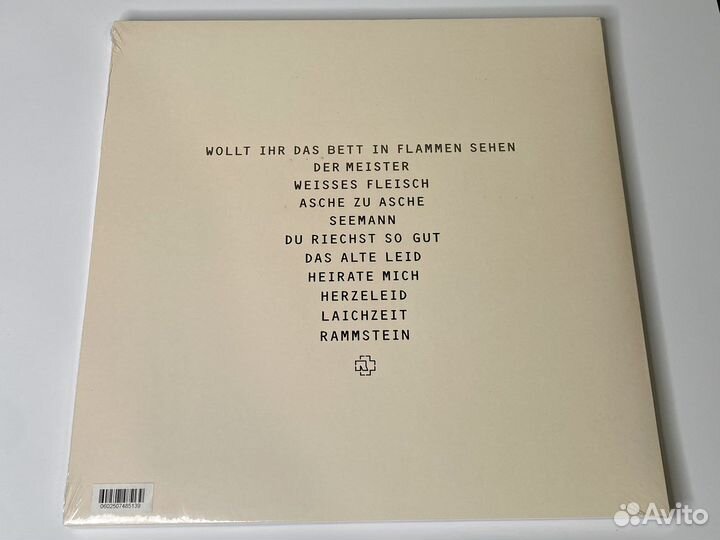 WOLLT IHR DAS BETT IN FLAMMEN SEHEN
DER MEISTER
WEISSES FLEISCH
ASCHE ZU ASCHE
SEEMANN
DU RIECHST SO GUT
DAS ALTE LEID
HEIRATE MICH
HERZELEID
LAICHZEIT
RAMMSTEIN
0602507485139
Avito